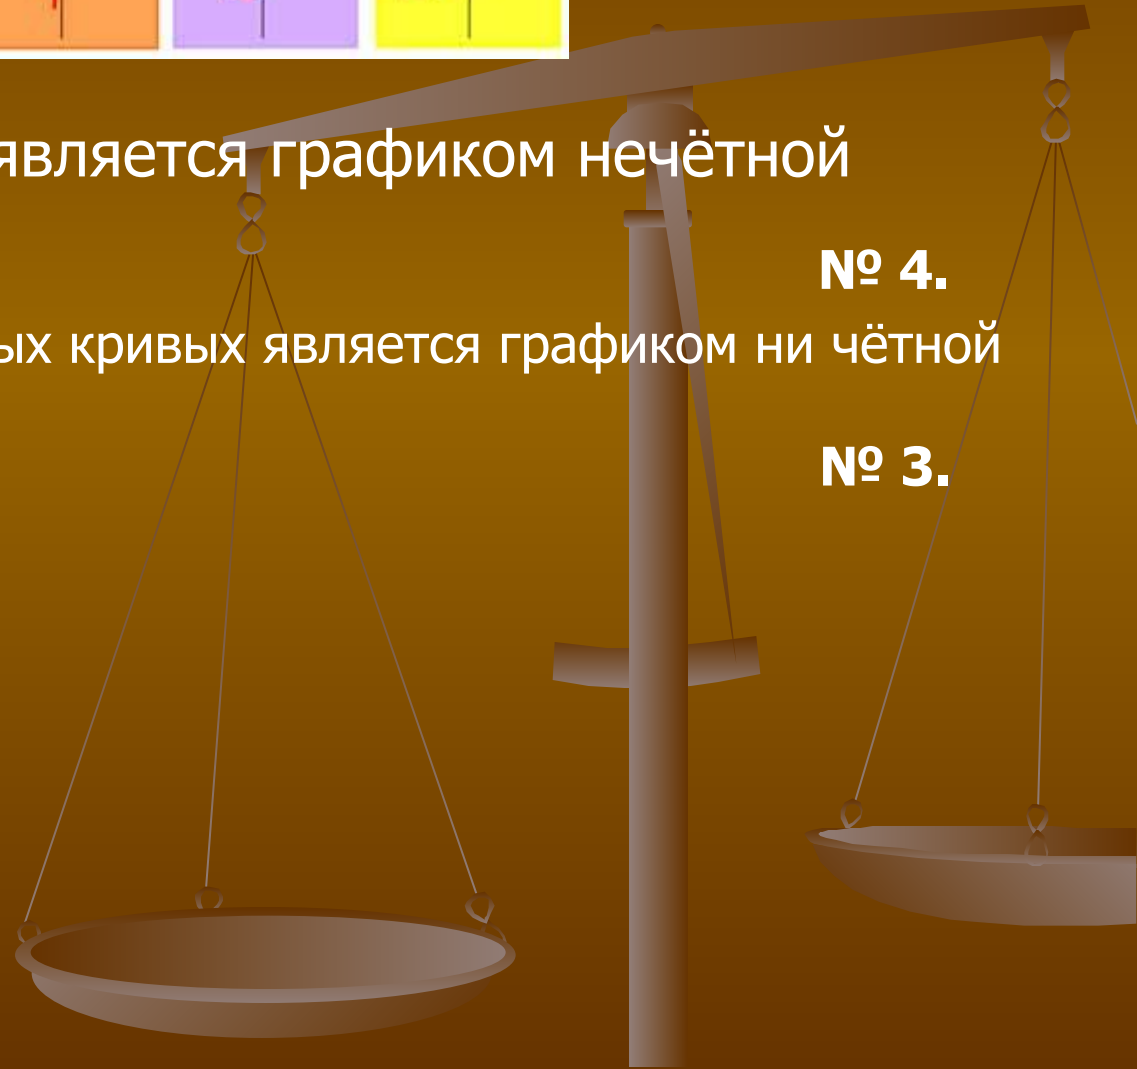 является графиком нечётной
№ 4.
ых кривых является графиком ни чётной
№ 3.